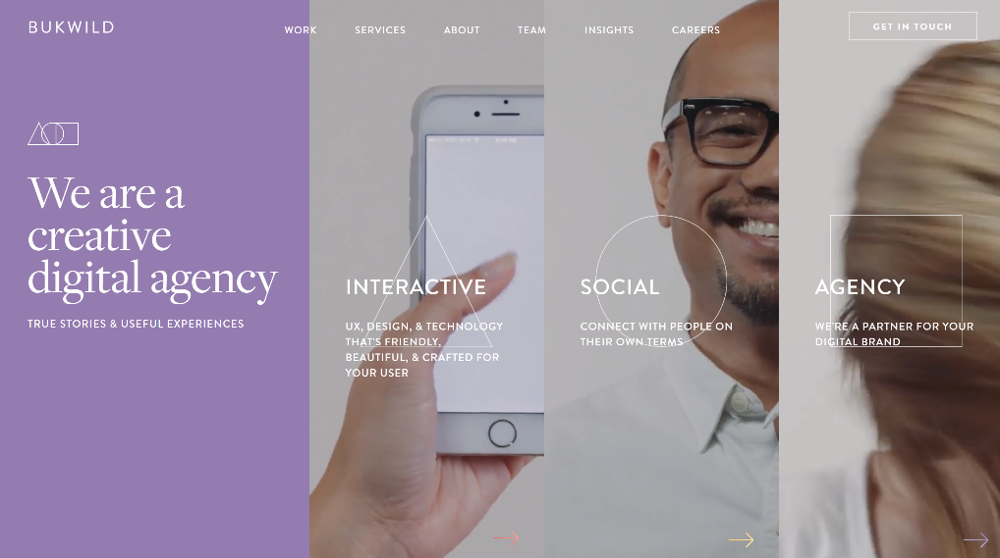 BUKWILD
WORK SERVICES ABOUT TEAM INSIGHTS CAREERS
GET IN TOUCH
We are a
creative
digital agency
TRUE STORIES & USEFUL EXPERIENCES
INTERACTIVE
UX, DESIGN, & TECHNOLOGY
THAT'S FRIENDLY,
BEAUTIFUL, & CRAFTED FOR
YOUR USER
SOCIAL
CONNECT WITH PEOPLE ON
THEIR OWN TERMS
AGENCY
WE'RE A PARTNER FOR YOUR
DIGITAL BRAND